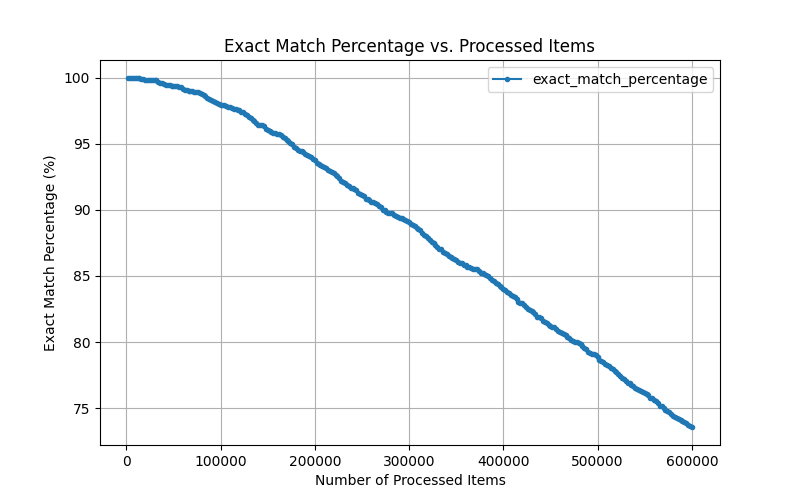 Exact Match Percentage vs. Processed Items
exact_match_percentage
100
95
90
85
80
75
Exact Match Percentage (%)
0 100000 200000 300000 400000 500000 600000
Number of Processed Items